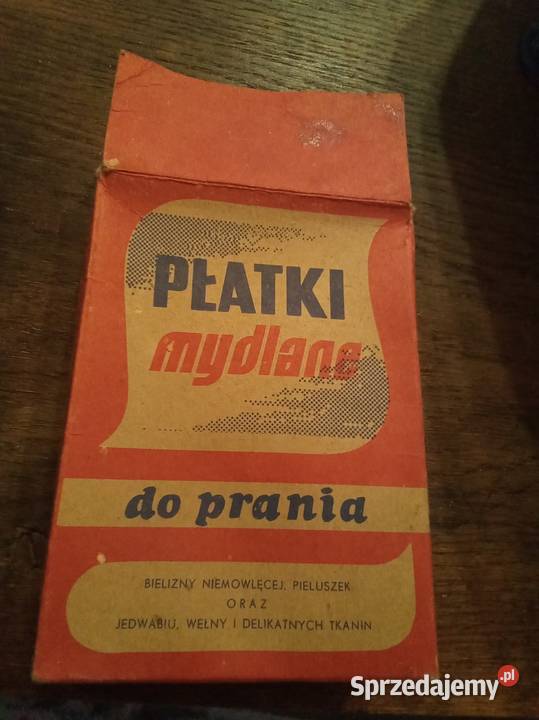 PŁATKI
mydlane
do prania
BIELIZNY NIEMOWLĘCEJ, PIELUSZEK
ORAZ
JEDWABIU, WEŁNY I DELIKATNYCH TKANIN
Sprzedajemy.pl